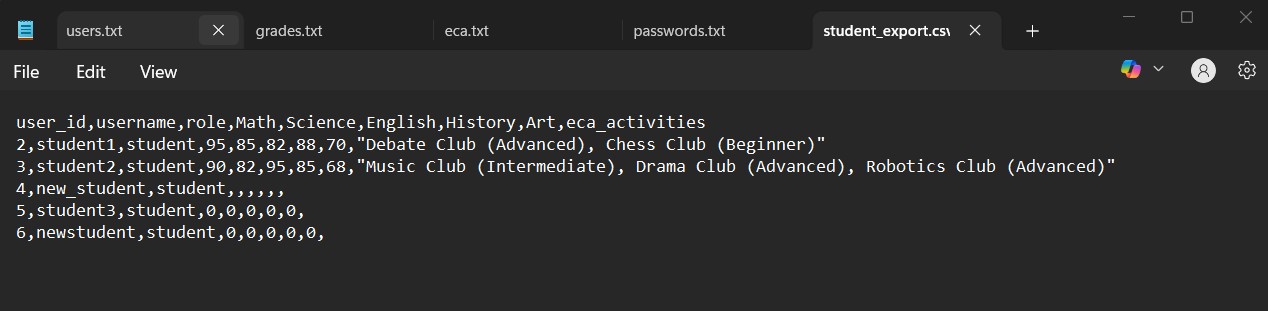 users.txt
grades.txt
eca.txt
passwords.txt
student_export.csv
File
Edit
View
user_id,username,role,Math,Science,English,History,Art,eca_activities
2,student1,student,95,85,82,88,70,"Debate Club (Advanced), Chess Club (Beginner)"
3,student2,student,90,82,95,85,68,"Music Club (Intermediate), Drama Club (Advanced), Robotics Club (Advanced)"
4,new_student,student,,,,,,
5,student3,student,0,0,0,0,0,
6,newstudent,student,0,0,0,0,0,